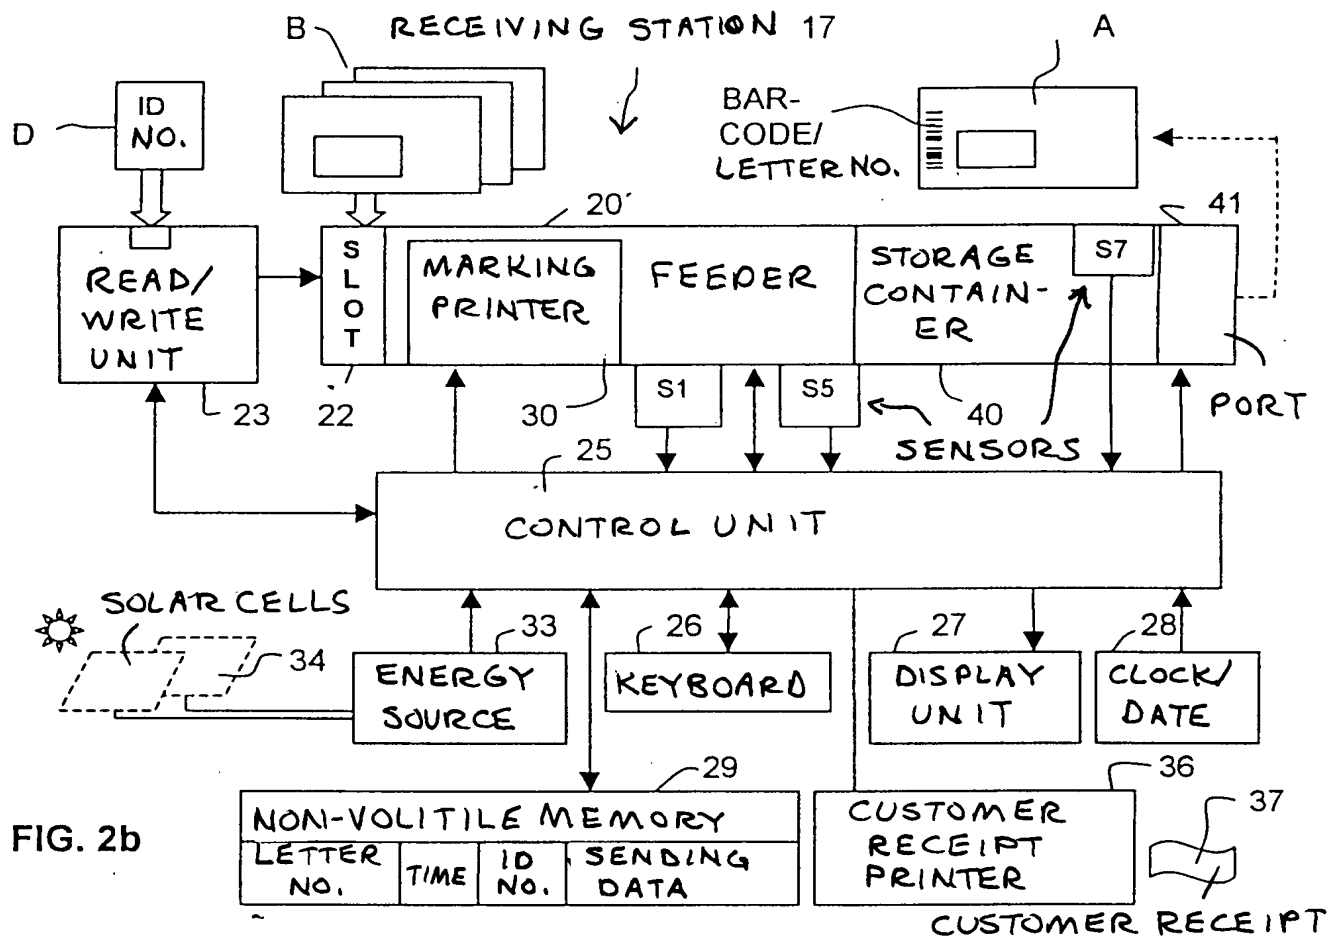 B
RECEIVING STATION 17
A
D
ID
NO.
BAR-
CODE/
LETTER NO.
20'
41
READ/
WRITE
UNIT
SLOT
MARKING
PRINTER
FEEDER
STORAGE
CONTAIN-
ER
S7
23
22
30
S1
S5
40
PORT
SENSORS
25
CONTROL UNIT
SOLAR CELLS
34
33
ENERGY
SOURCE
26
KEYBOARD
27
DISPLAY
UNIT
28
CLOCK/
DATE
29
NON-VOLITILE MEMORY
LETTER
NO.
TIME
ID
NO.
SENDING
DATA
36
CUSTOMER
RECEIPT
PRINTER
37
CUSTOMER RECEIPT
FIG. 2b